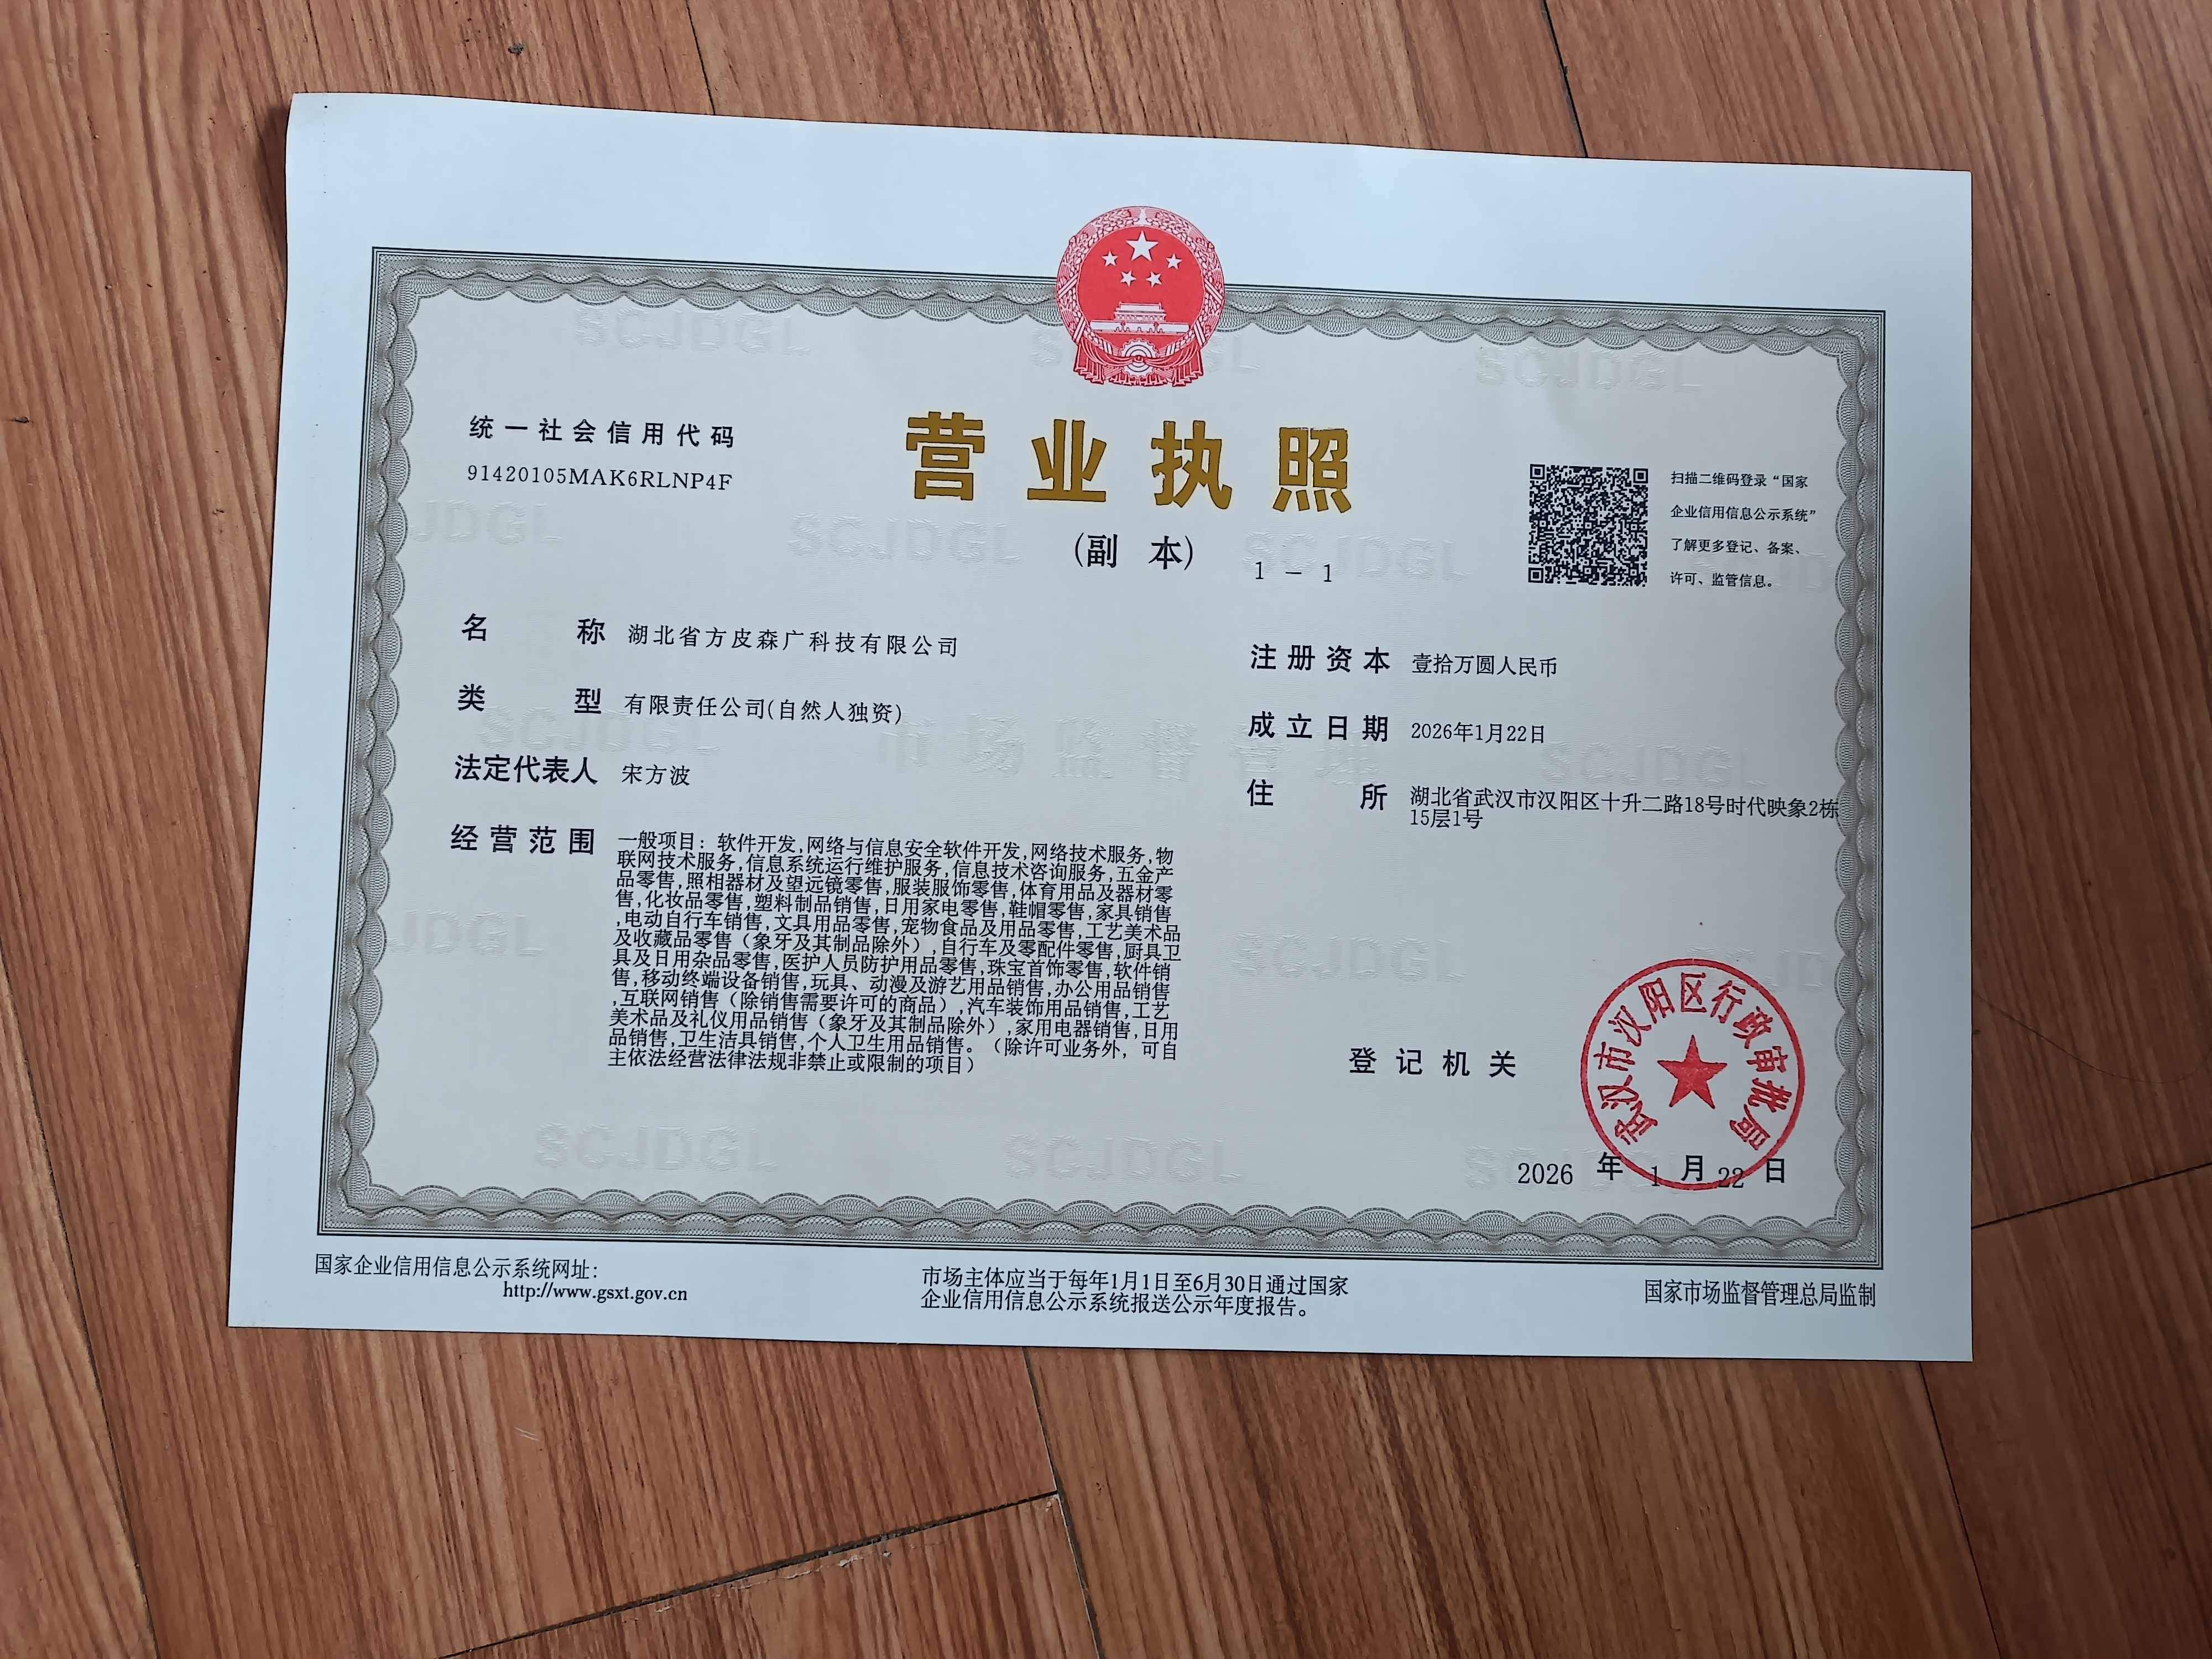 统一社会信用代码
91420105MAK6RLNP4F
营业执照
(副 本)
1 - 1
扫描二维码登录“国家
企业信用信息公示系统”
了解更多登记、备案、
许可、监管信息。
名 称 湖北省方皮森广科技有限公司
类 型 有限责任公司(自然人独资)
法定代表人 宋方波
经营范围 一般项目：软件开发,网络与信息安全软件开发,网络技术服务,物
联网技术服务,信息系统运行维护服务,信息技术咨询服务,五金产
品零售,照相器材及望远镜零售,服装服饰零售,体育用品及器材零
售,化妆品零售,塑料制品销售,日用家电零售,鞋帽零售,家具销售
,电动自行车销售,文具用品零售,宠物食品及用品零售,工艺美术品
及收藏品零售（象牙及其制品除外）,自行车及零配件零售,厨具卫
具及日用杂品零售,医护人员防护用品零售,珠宝首饰零售,软件销
售,移动终端设备销售,玩具、动漫及游艺用品销售,办公用品销售
,互联网销售（除销售需要许可的商品）,汽车装饰用品销售,工艺
美术品及礼仪用品销售（象牙及其制品除外）,家用电器销售,日用
品销售,卫生洁具销售,个人卫生用品销售。（除许可业务外，可自
主依法经营法律法规非禁止或限制的项目）
注册资本 壹拾万圆人民币
成立日期 2026年1月22日
住 所 湖北省武汉市汉阳区十升二路18号时代映象2栋
15层1号
登记机关
武汉市汉阳区行政审批局
2026 年 1 月 22 日
国家企业信用信息公示系统网址：
http://www.gsxt.gov.cn
市场主体应当于每年1月1日至6月30日通过国家
企业信用信息公示系统报送公示年度报告。
国家市场监督管理总局监制
SCJDGL
市场监督管理